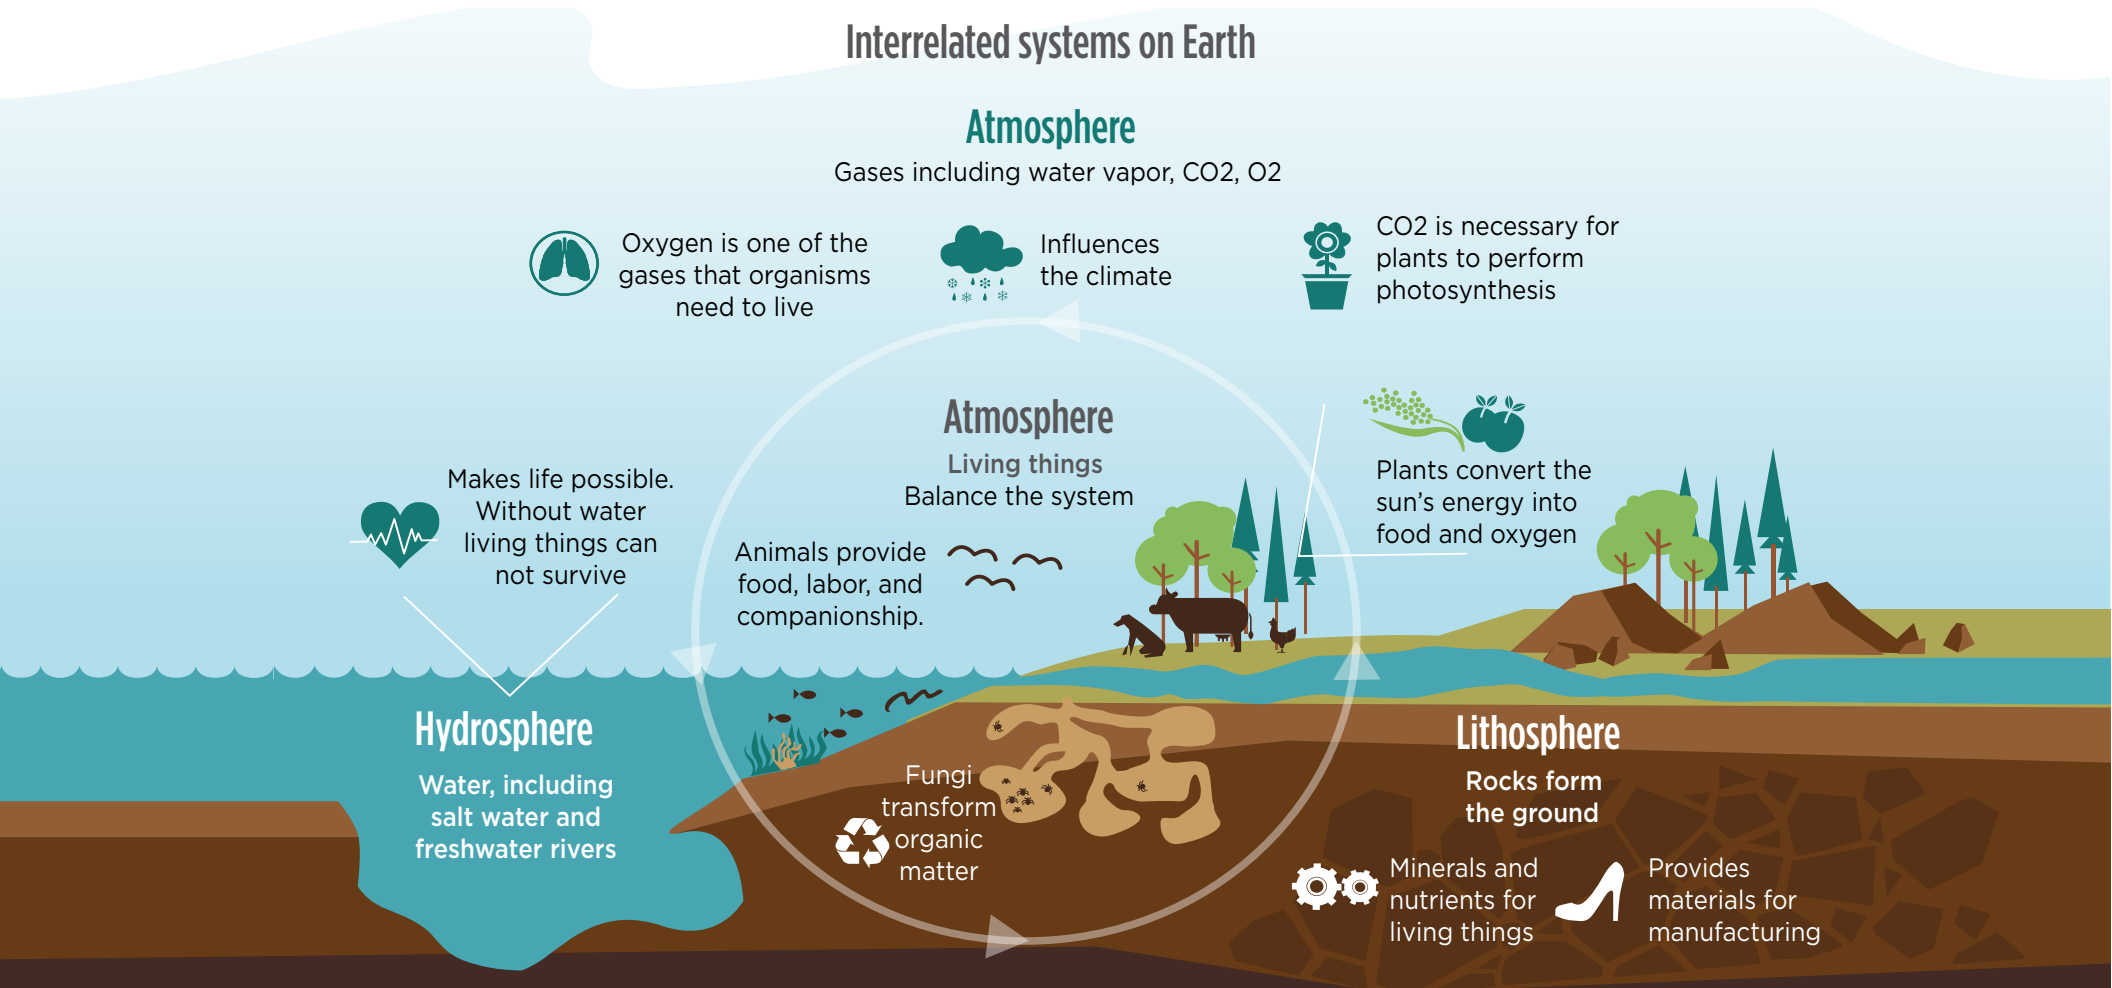 Interrelated systems on Earth
Atmosphere
Gases including water vapor, CO2, O2
Oxygen is one of the
gases that organisms
need to live
Influences
the climate
CO2 is necessary for
plants to perform
photosynthesis
Atmosphere
Living things
Balance the system
Makes life possible.
Without water
living things can
not survive
Animals provide
food, labor, and
companionship.
Plants convert the
sun's energy into
food and oxygen
Hydrosphere
Water, including
salt water and
freshwater rivers
Fungi
transform
organic
matter
Lithosphere
Rocks form
the ground
Minerals and
nutrients for
living things
Provides
materials for
manufacturing